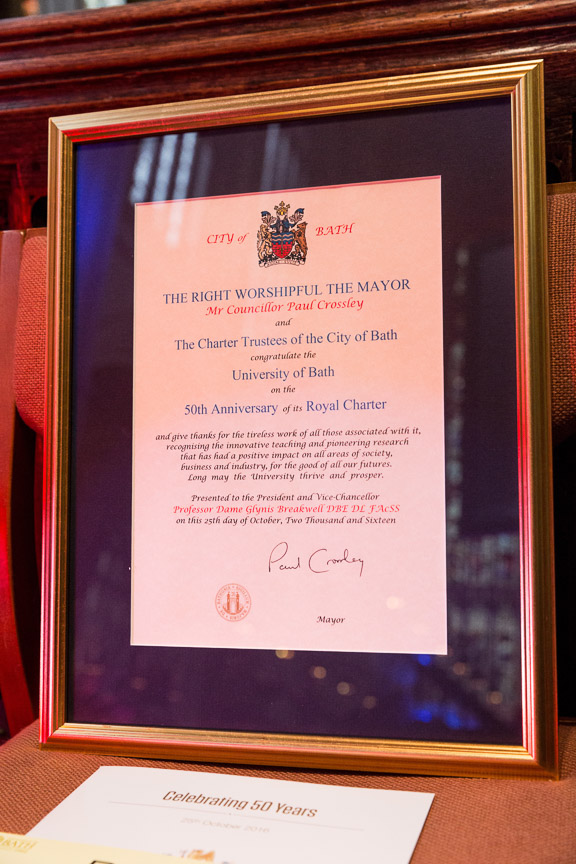 CITY of BATH
THE RIGHT WORSHIPFUL THE MAYOR
Mr Councillor Paul Crossley
and
The Charter Trustees of the City of Bath
congratulate the
University of Bath
on the
50th Anniversary of its Royal Charter
and give thanks for the tireless work of all those associated with it,
recognising the innovative teaching and pioneering research
that has had a positive impact on all areas of society,
business and industry, for the good of all our futures.
Long may the University thrive and prosper.
Presented to the President and Vice-Chancellor
Professor Dame Glynis Breakwell DBE DL FAcSS
on this 25th day of October, Two Thousand and Sixteen
Paul Crossley
Mayor
Celebrating 50 Years
25th October 2016
BATH